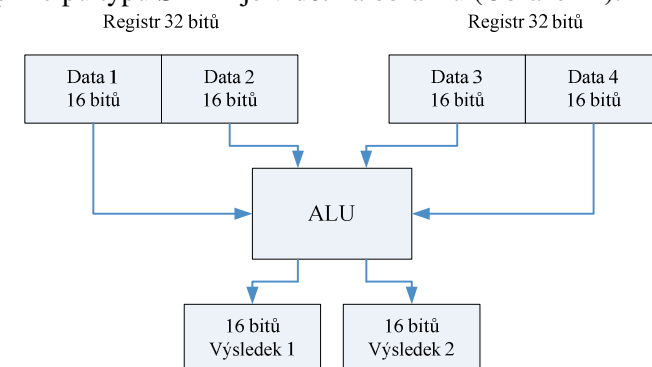 Registr 32 bitů
Registr 32 bitů
Data 1
16 bitů
Data 2
16 bitů
Data 3
16 bitů
Data 4
16 bitů
ALU
16 bitů
Výsledek 1
16 bitů
Výsledek 2